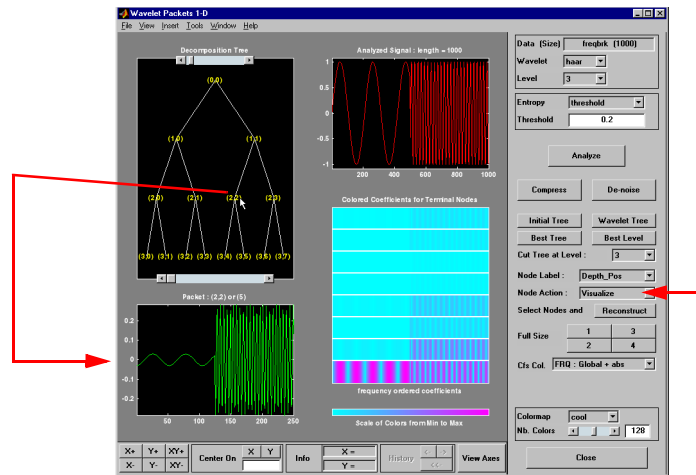 Wavelet Packets 1-D
File View Insert Tools Window Help
Decomposition Tree
(0,0)
(1,0) (1,1)
(2,0) (2,1) (2,2) (2,3)
(3,0) (3,1) (3,2) (3,3) (3,4) (3,5) (3,6) (3,7)
Analyzed Signal : length = 1000
1
0.5
0
-0.5
-1
200 400 600 800 1000
Colored Coefficients for Terminal Nodes
frequency ordered coefficients
Scale of Colors from Min to Max
Packet : (2,2) or (5)
0.2
0.1
0
-0.1
-0.2
50 100 150 200 250
Data (Size) freqbrk (1000)
Wavelet haar
Level 3
Entropy threshold
Threshold 0.2
Analyze
Compress De-noise
Initial Tree Wavelet Tree
Best Tree Best Level
Cut Tree at Level : 3
Node Label : Depth_Pos
Node Action : Visualize
Select Nodes and Reconstruct
Full Size 1 3
2 4
Cfs Col. FRQ : Global + abs
Colormap cool
Nb. Colors 128
Close
X+ Y+ XY+
X- Y- XY-
Center On X Y
Info X =
Y =
History < >
<<-
View Axes